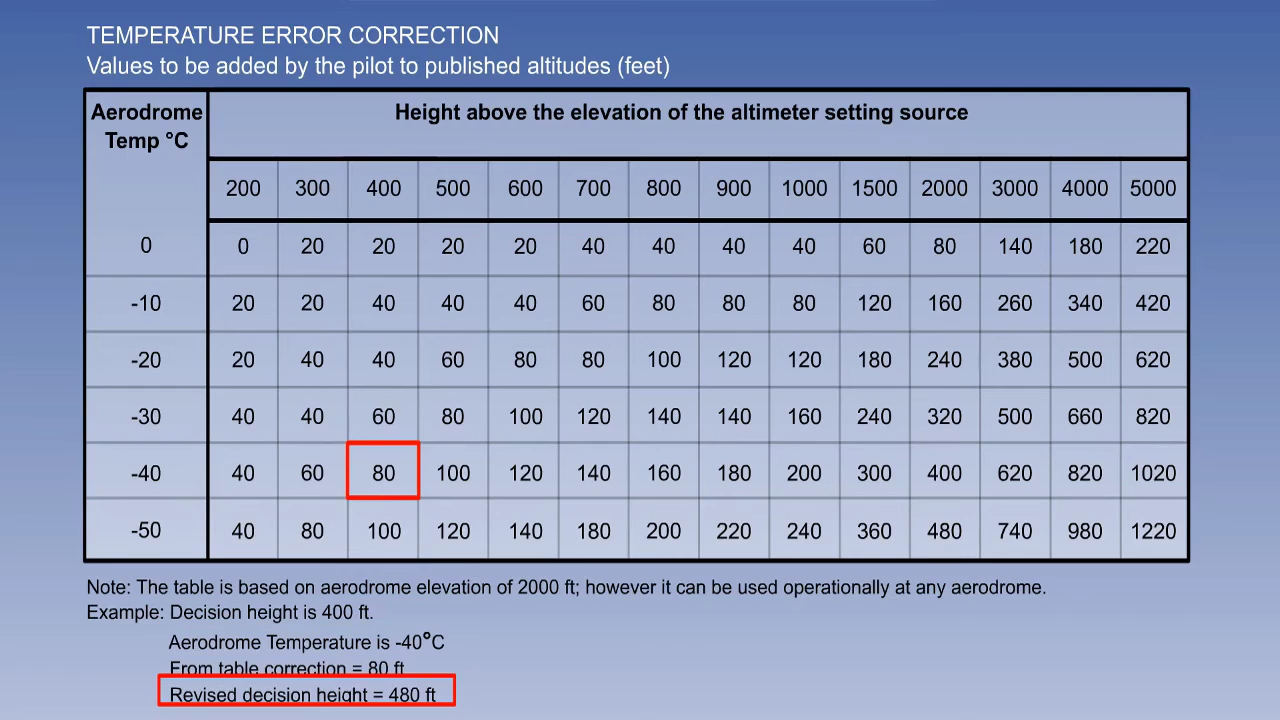 TEMPERATURE ERROR CORRECTION
Values to be added by the pilot to published altitudes (feet)
Aerodrome Temp °C Height above the elevation of the altimeter setting source
200 300 400 500 600 700 800 900 1000 1500 2000 3000 4000 5000
0 0 20 20 20 20 40 40 40 40 60 80 140 180 220
-10 20 20 40 40 40 60 80 80 80 120 160 260 340 420
-20 20 40 40 60 80 80 100 120 120 180 240 380 500 620
-30 40 40 60 80 100 120 140 140 160 240 320 500 660 820
-40 40 60 80 100 120 140 160 180 200 300 400 620 820 1020
-50 40 80 100 120 140 180 200 220 240 360 480 740 980 1220
Note: The table is based on aerodrome elevation of 2000 ft; however it can be used operationally at any aerodrome.
Example: Decision height is 400 ft.
Aerodrome Temperature is -40°C
From table correction = 80 ft
Revised decision height = 480 ft